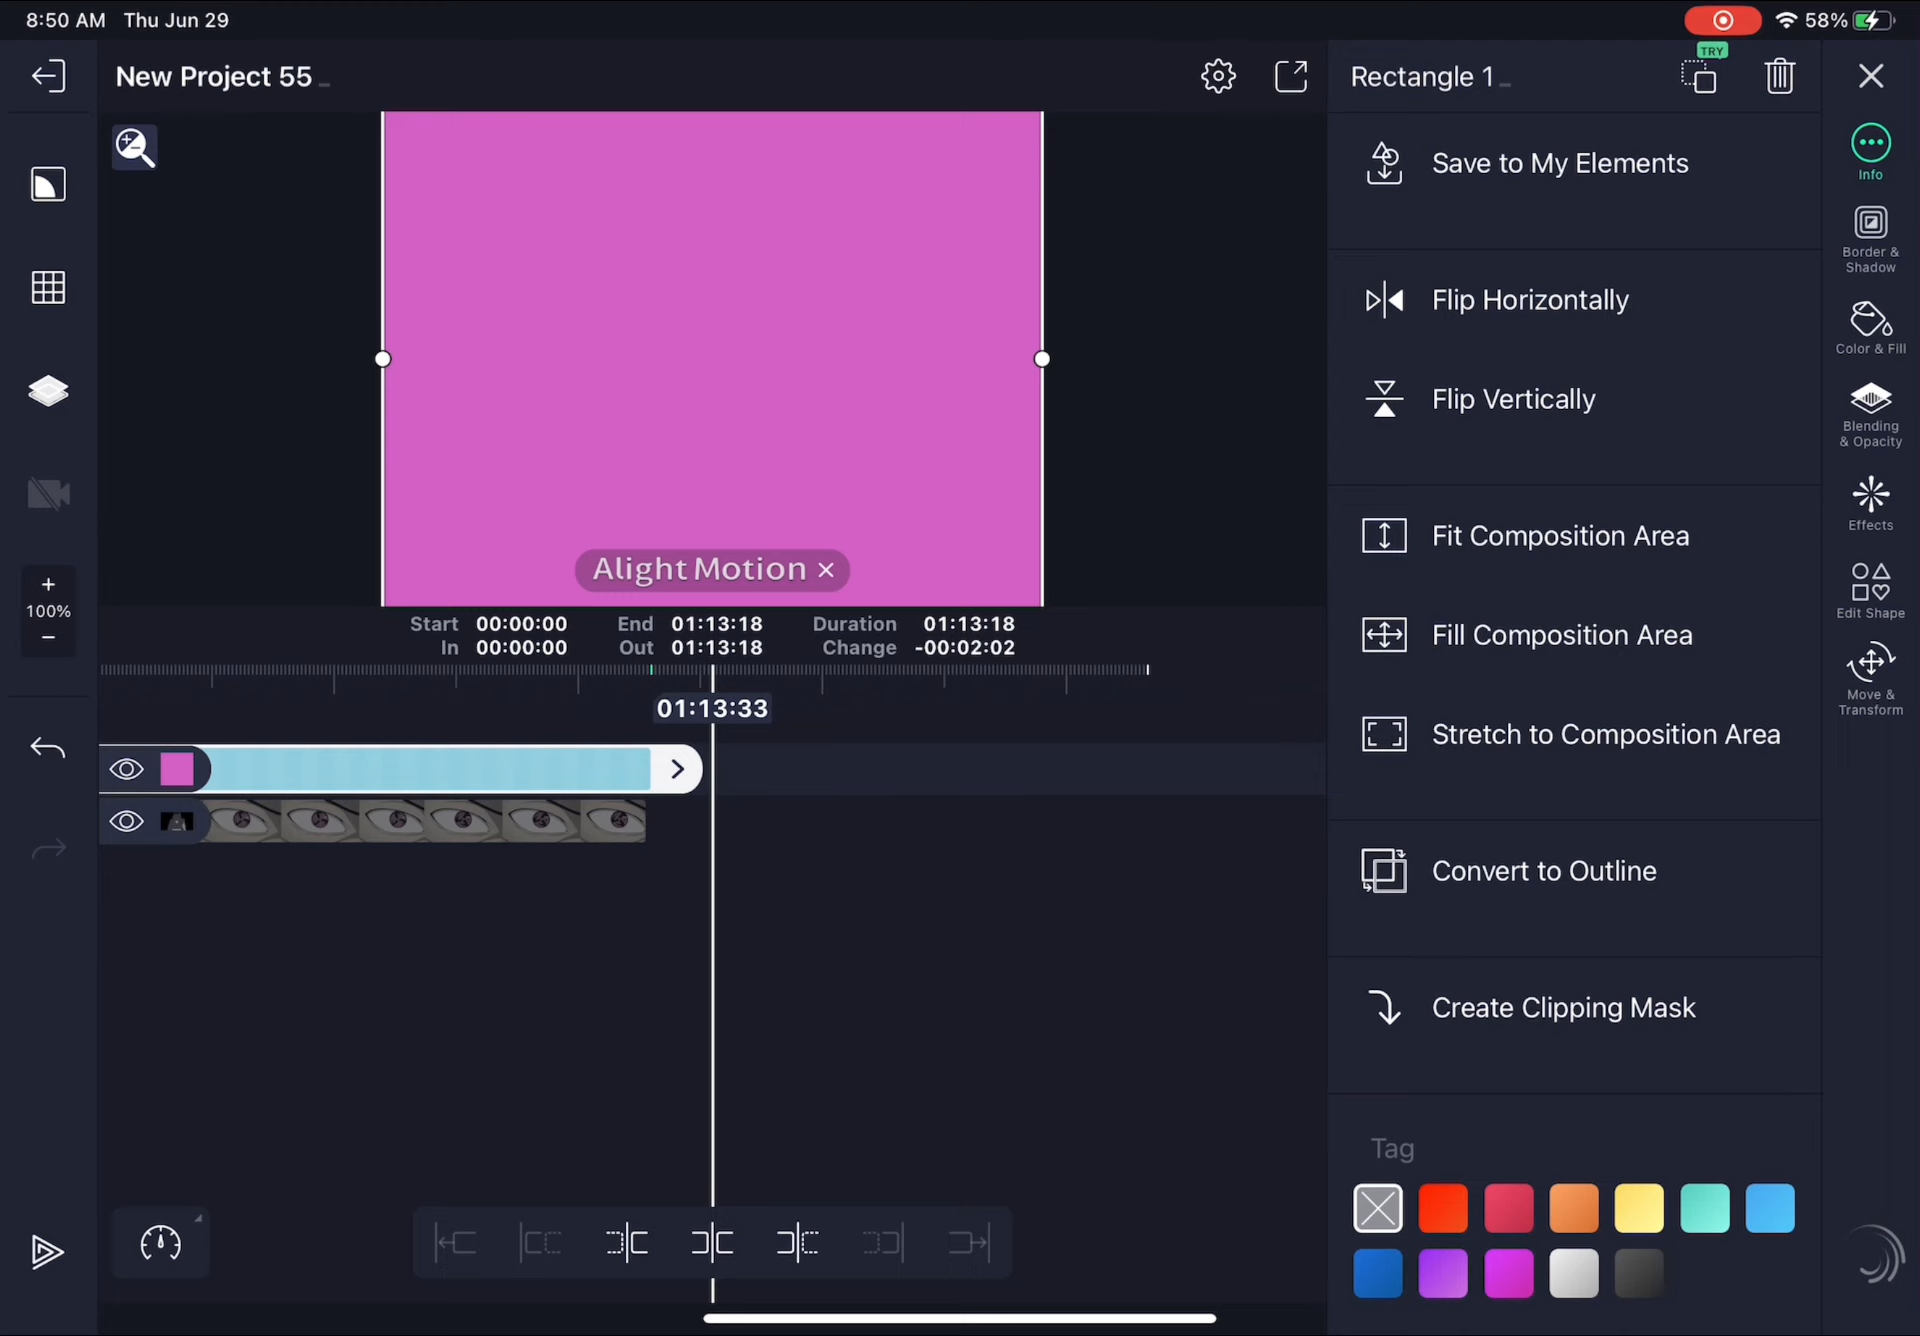 8:50 AM Thu Jun 29
58%
New Project 55
Rectangle 1
TRY
Save to My Elements
Info
Border &
Shadow
Flip Horizontally
Color & Fill
Flip Vertically
Blending
& Opacity
Effects
Fit Composition Area
Alight Motion ×
Edit Shape
+
100%
−
Start 00:00:00 End 01:13:18 Duration 01:13:18
In 00:00:00 Out 01:13:18 Change -00:02:02
Fill Composition Area
Move &
Transform
01:13:33
Stretch to Composition Area
Convert to Outline
Create Clipping Mask
Tag